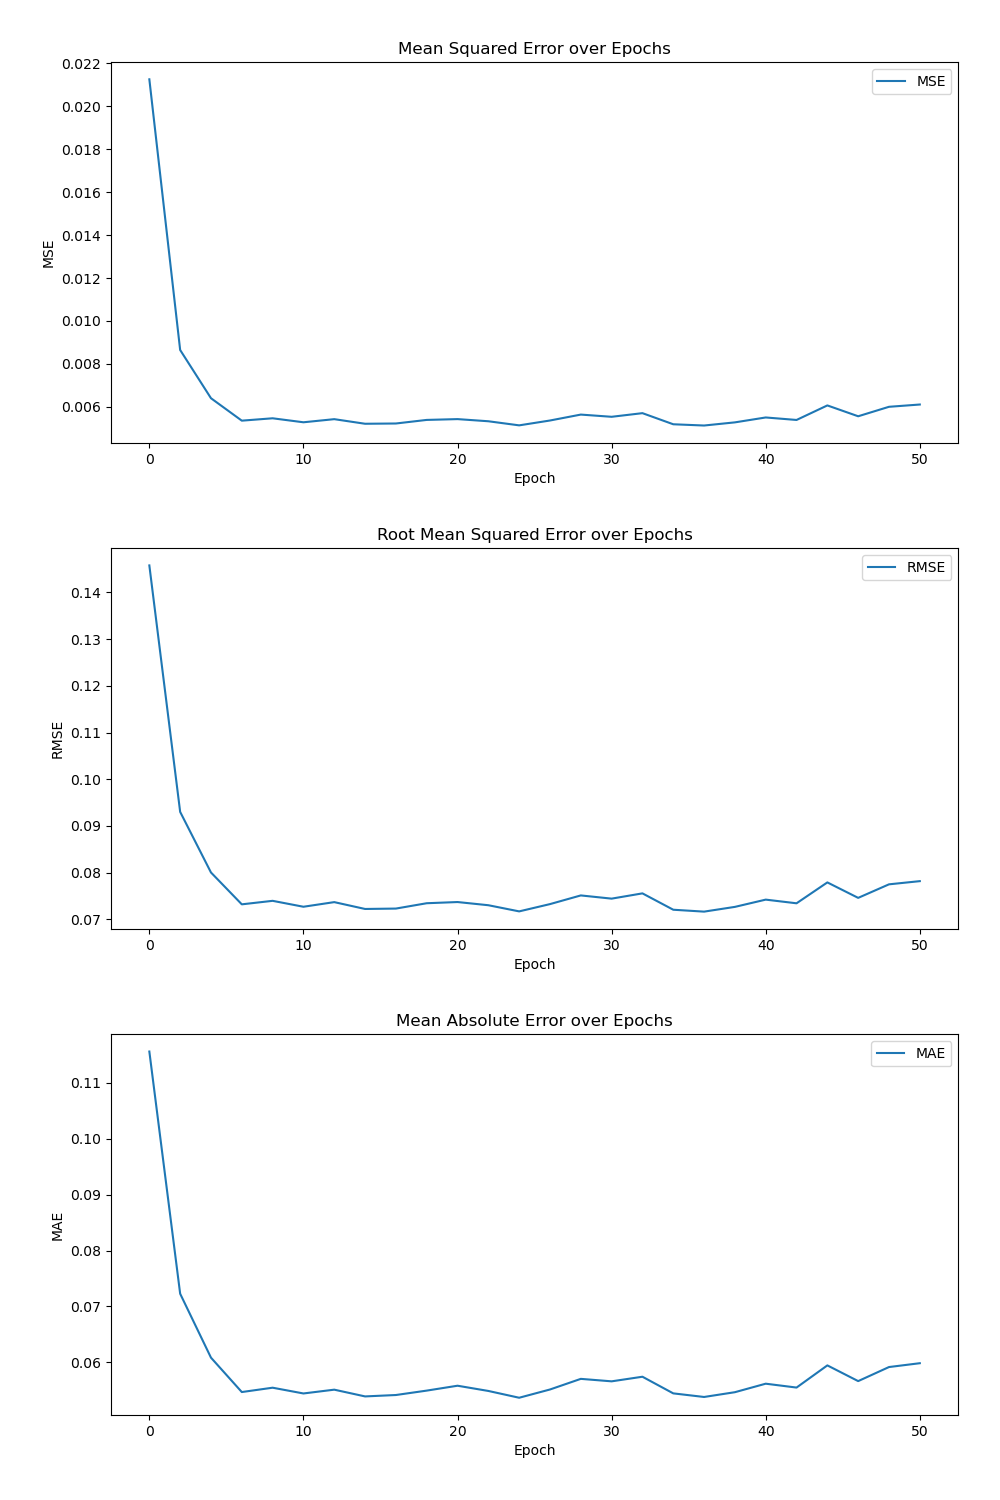 Mean Squared Error over Epochs
0.022
0.020
0.018
0.016
0.014
0.012
0.010
0.008
0.006
MSE
MSE
0 10 20 30 40 50
Epoch
Root Mean Squared Error over Epochs
0.14
0.13
0.12
0.11
0.10
0.09
0.08
0.07
RMSE
RMSE
0 10 20 30 40 50
Epoch
Mean Absolute Error over Epochs
0.11
0.10
0.09
0.08
0.07
0.06
MAE
MAE
0 10 20 30 40 50
Epoch